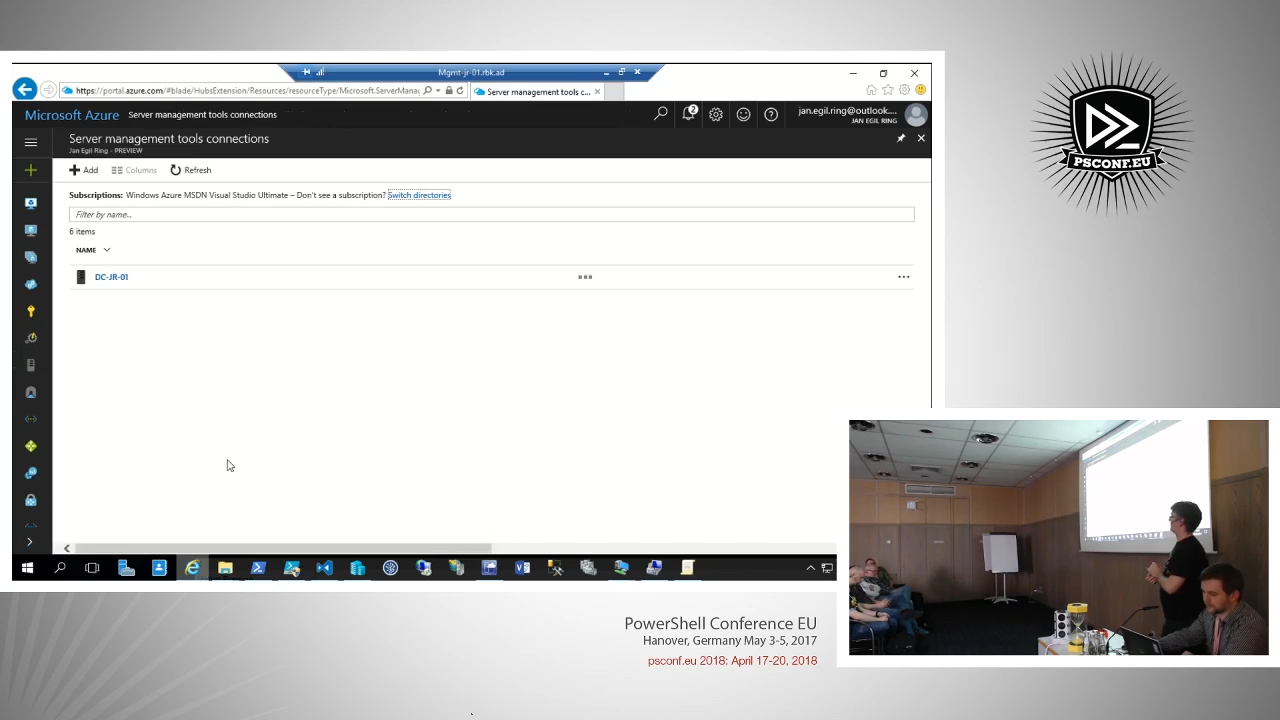 Mgmt-jr-01.rbk.ad
https://portal.azure.com/#blade/HubsExtension/Resources/resourceType/Microsoft.ServerManag
Server management tools c...
Microsoft Azure
Server management tools connections
2
jan.egil.ring@outlook....
JAN EGIL RING
Server management tools connections
Jan Egil Ring - PREVIEW
Add
Columns
Refresh
Subscriptions: Windows Azure MSDN Visual Studio Ultimate – Don't see a subscription? Switch directories
Filter by name...
6 items
NAME
DC-JR-01
PSCONF.EU
PowerShell Conference EU
Hanover, Germany May 3-5, 2017
psconf.eu 2018: April 17-20, 2018